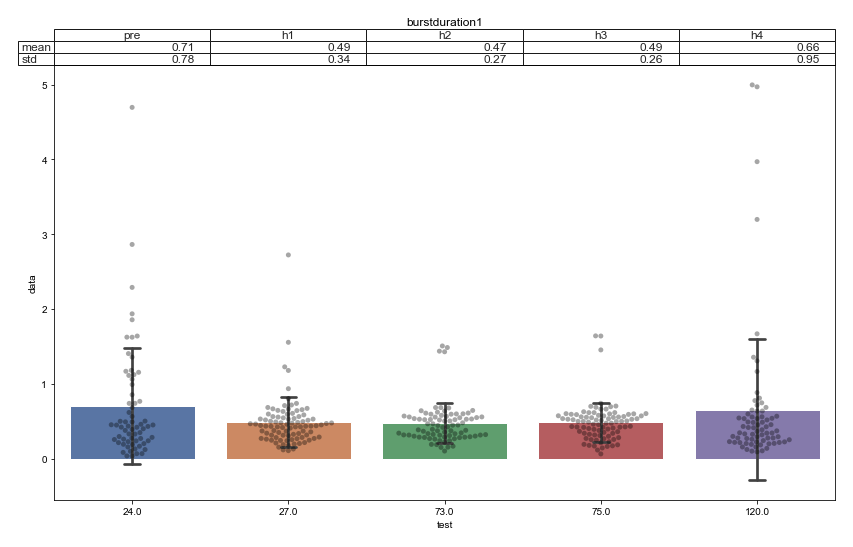 burstduration1
pre h1 h2 h3 h4
mean 0.71 0.49 0.47 0.49 0.66
std 0.78 0.34 0.27 0.26 0.95
5
4
3
2
1
0
data
24.0 27.0 73.0 75.0 120.0
test